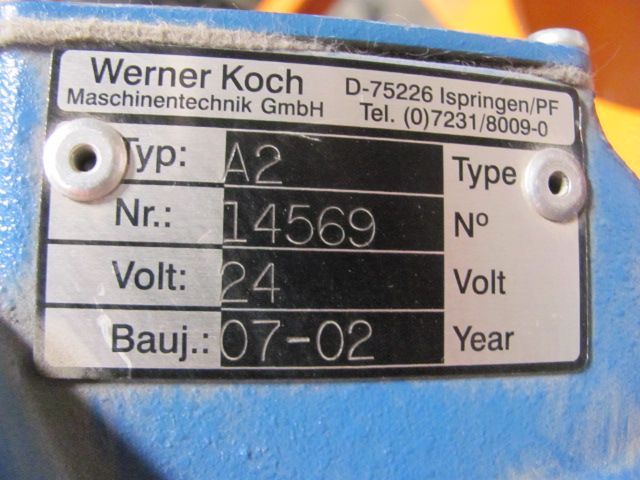 Werner Koch
Maschinentechnik GmbH
D-75226 Ispringen/PF
Tel. (0)7231/8009-0
Typ: A2 Type
Nr.: 14569 Nº
Volt: 24 Volt
Bauj.: 07-02 Year